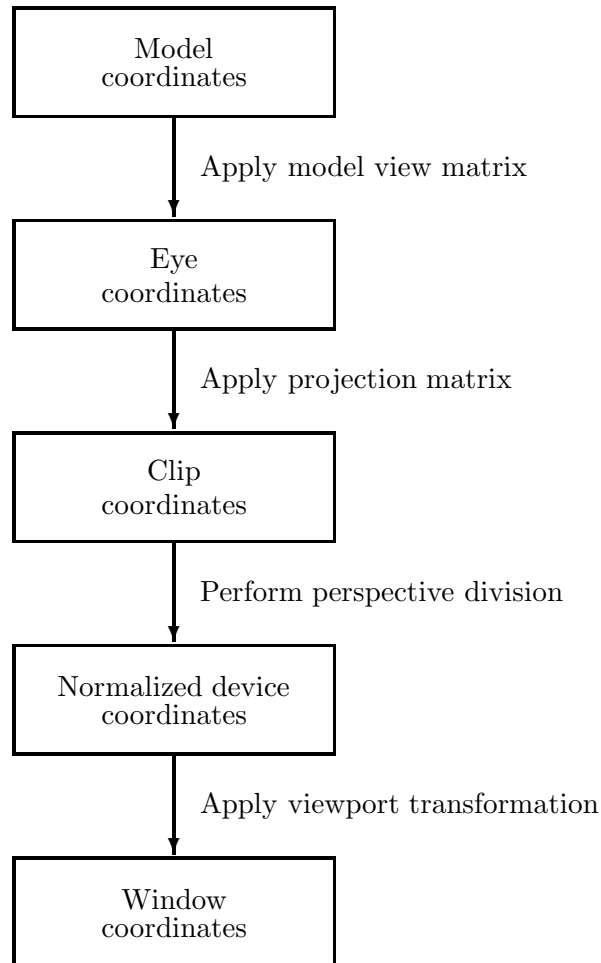 Model
coordinates
Apply model view matrix
Eye
coordinates
Apply projection matrix
Clip
coordinates
Perform perspective division
Normalized device
coordinates
Apply viewport transformation
Window
coordinates